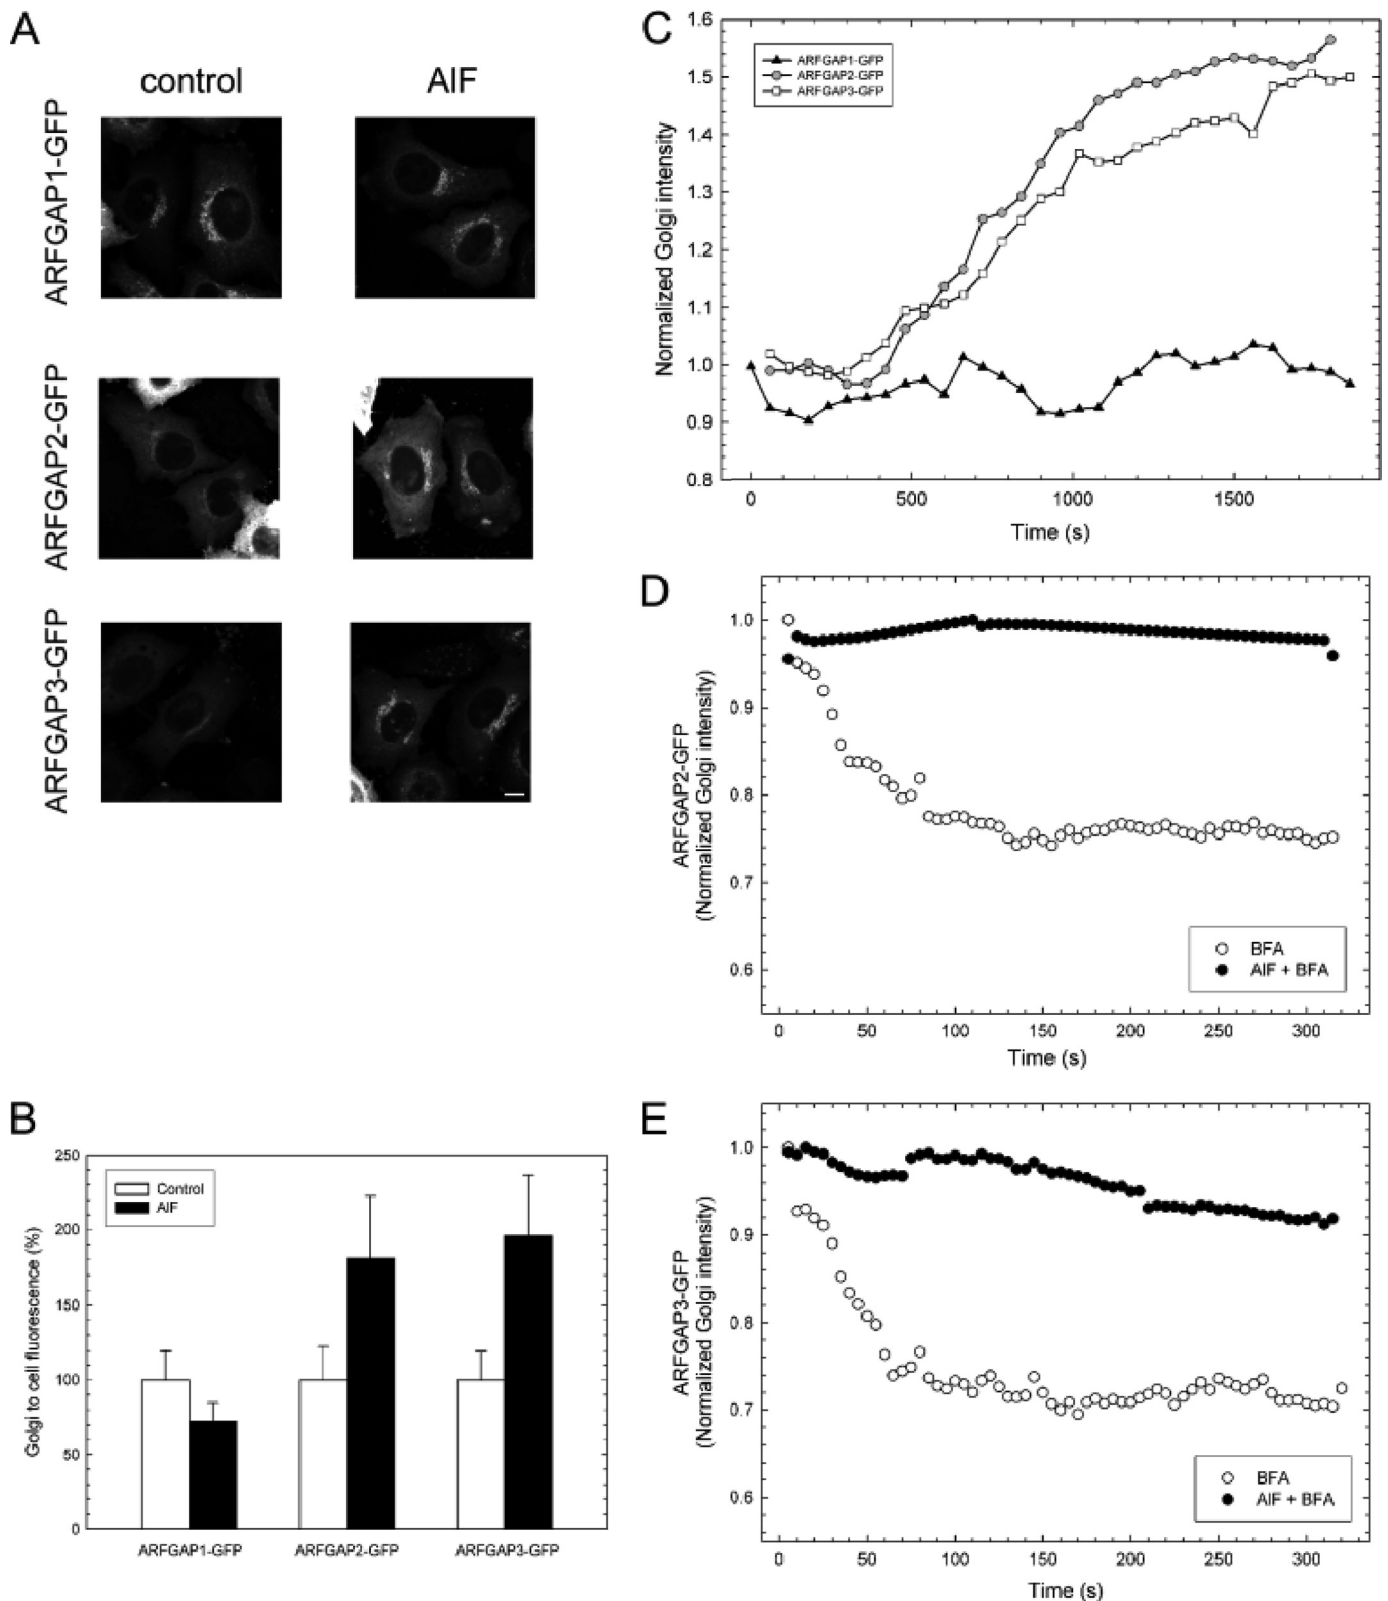 A
control
AlF
ARFGAP1-GFP
ARFGAP2-GFP
ARFGAP3-GFP
B
250
200
150
100
50
0
Golgi to cell fluorescence (%)
Control
AlF
ARFGAP1-GFP
ARFGAP2-GFP
ARFGAP3-GFP
C
1.6
1.5
1.4
1.3
1.2
1.1
1.0
0.9
0.8
Normalized Golgi intensity
ARFGAP1-GFP
ARFGAP2-GFP
ARFGAP3-GFP
0 500 1000 1500
Time (s)
D
1.0
0.9
0.8
0.7
0.6
ARFGAP2-GFP
(Normalized Golgi intensity)
BFA
AlF + BFA
0 50 100 150 200 250 300
Time (s)
E
1.0
0.9
0.8
0.7
0.6
ARFGAP3-GFP
(Normalized Golgi intensity)
BFA
AlF + BFA
0 50 100 150 200 250 300
Time (s)